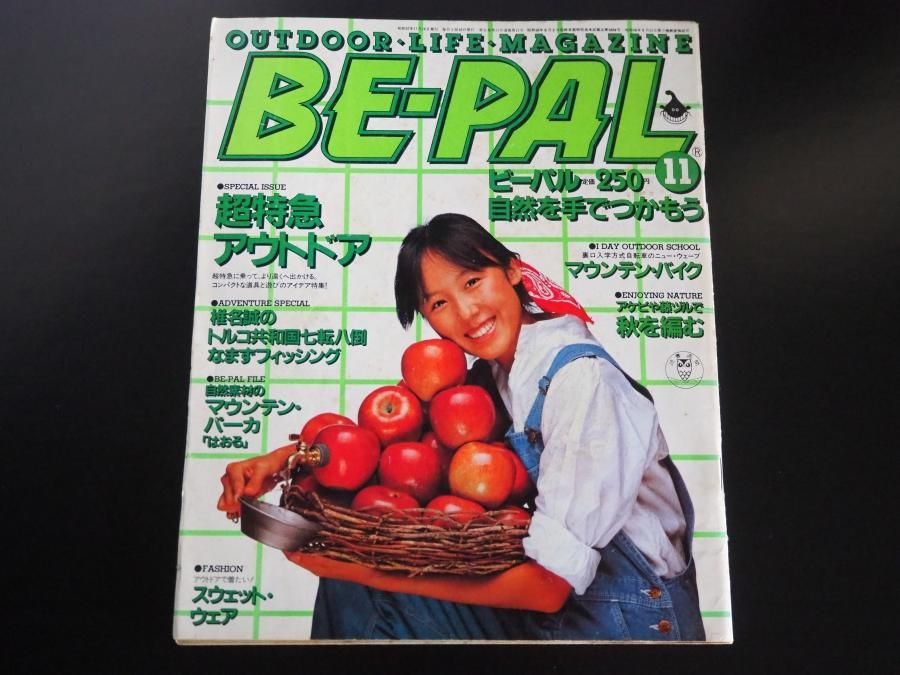 OUTDOOR・LIFE・MAGAZINE
BE-PAL
®
11
ビーパル 定価 250円
自然を手でつかもう
●SPECIAL ISSUE
超特急
アウトドア
超特急に乗って、より遠くへ出かける。
コンパクトな道具と遊びのアイデア特集!
●ADVENTURE SPECIAL
椎名誠の
トルコ共和国七転八倒
なまずフィッシング
●BE-PAL FILE
自然素材の
マウンテン・
パーカ
「はおる」
●FASHION
アウトドアで着たい!
スウェット・
ウェア
●1 DAY OUTDOOR SCHOOL
裏口入学方式自転車のニュー・ウェーブ
マウンテン・バイク
●ENJOYING NATURE
アケビや藤ヅルで
秋を編む